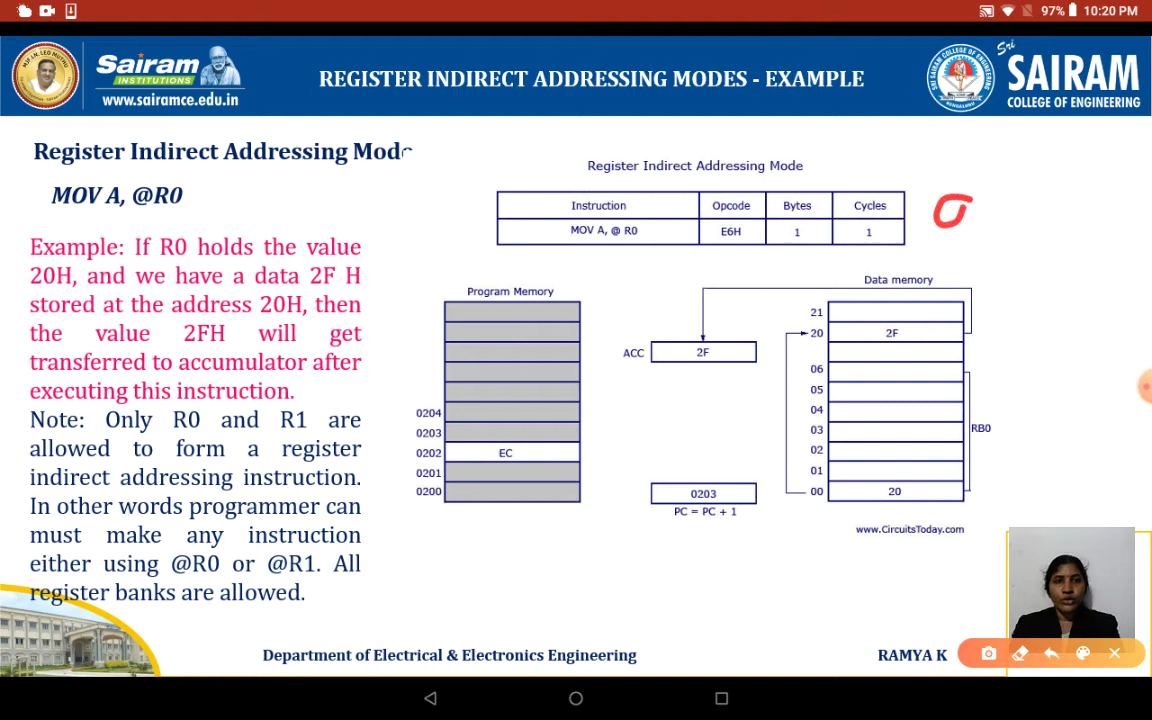 97% 10:20 PM
Sairam
INSTITUTIONS
www.sairamce.edu.in
REGISTER INDIRECT ADDRESSING MODES - EXAMPLE
Sri
SAIRAM
COLLEGE OF ENGINEERING
Register Indirect Addressing Mode
MOV A, @R0
Example: If R0 holds the value
20H, and we have a data 2F H
stored at the address 20H, then
the value 2FH will get
transferred to accumulator after
executing this instruction.
Note: Only R0 and R1 are
allowed to form a register
indirect addressing instruction.
In other words programmer can
must make any instruction
either using @R0 or @R1. All
register banks are allowed.
Register Indirect Addressing Mode
Instruction Opcode Bytes Cycles
MOV A, @ R0 E6H 1 1
Program Memory
0204
0203
0202 EC
0201
0200
ACC 2F
0203
PC = PC + 1
Data memory
21
20 2F
06
05
04
03
02
01
00 20
RB0
www.CircuitsToday.com
Department of Electrical & Electronics Engineering
RAMYA K